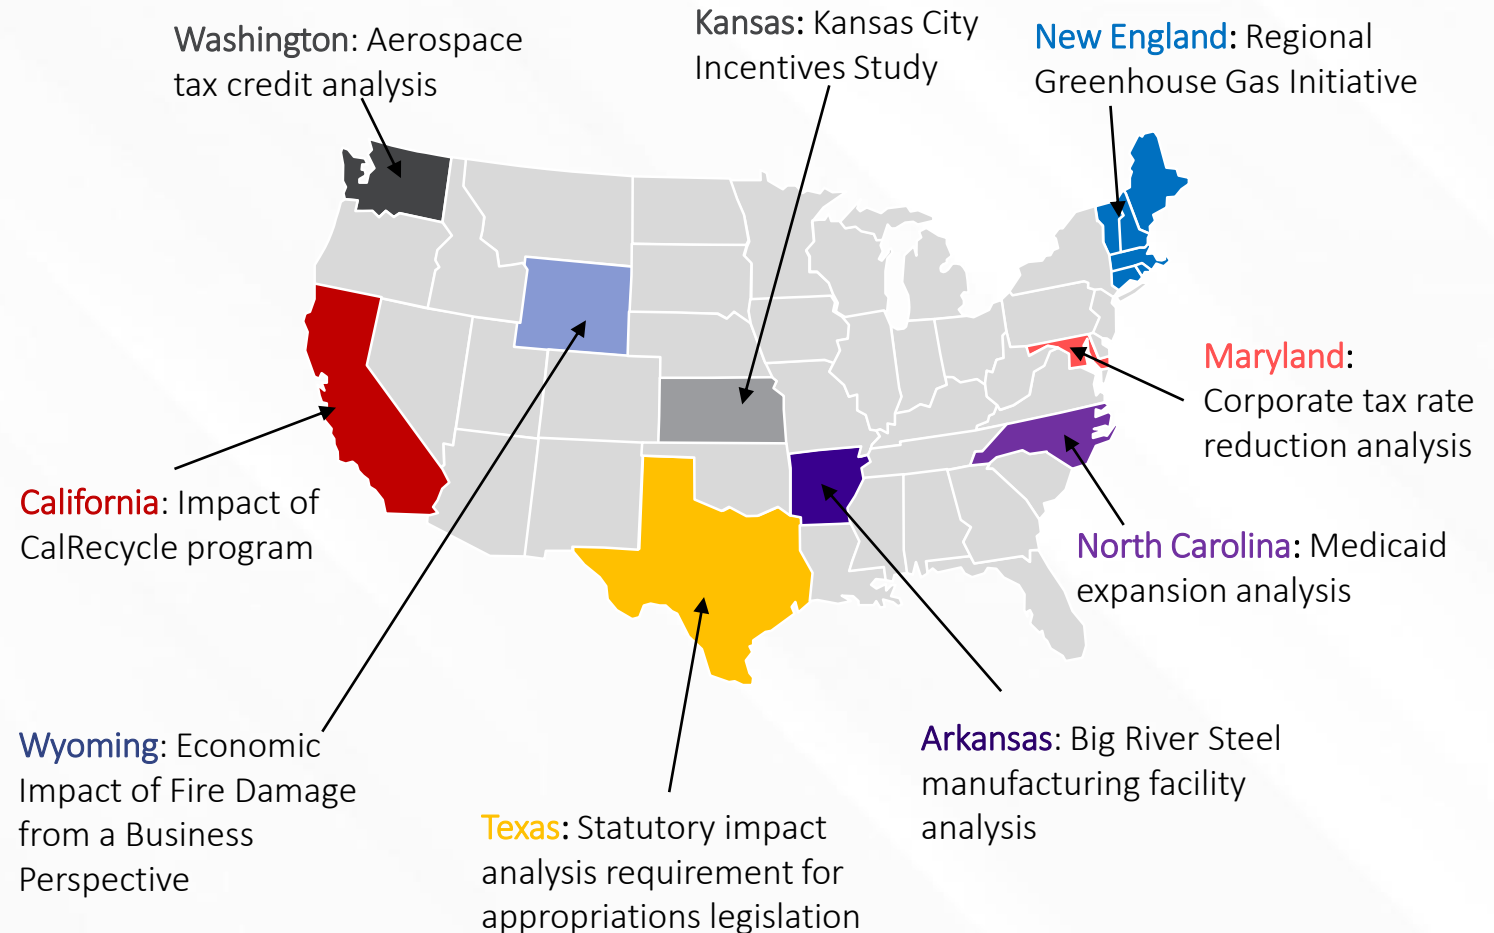 Washington: Aerospace
tax credit analysis
Kansas: Kansas City
Incentives Study
New England: Regional
Greenhouse Gas Initiative
Maryland:
Corporate tax rate
reduction analysis
California: Impact of
CalRecycle program
North Carolina: Medicaid
expansion analysis
Wyoming: Economic
Impact of Fire Damage
from a Business
Perspective
Texas: Statutory impact
analysis requirement for
appropriations legislation
Arkansas: Big River Steel
manufacturing facility
analysis